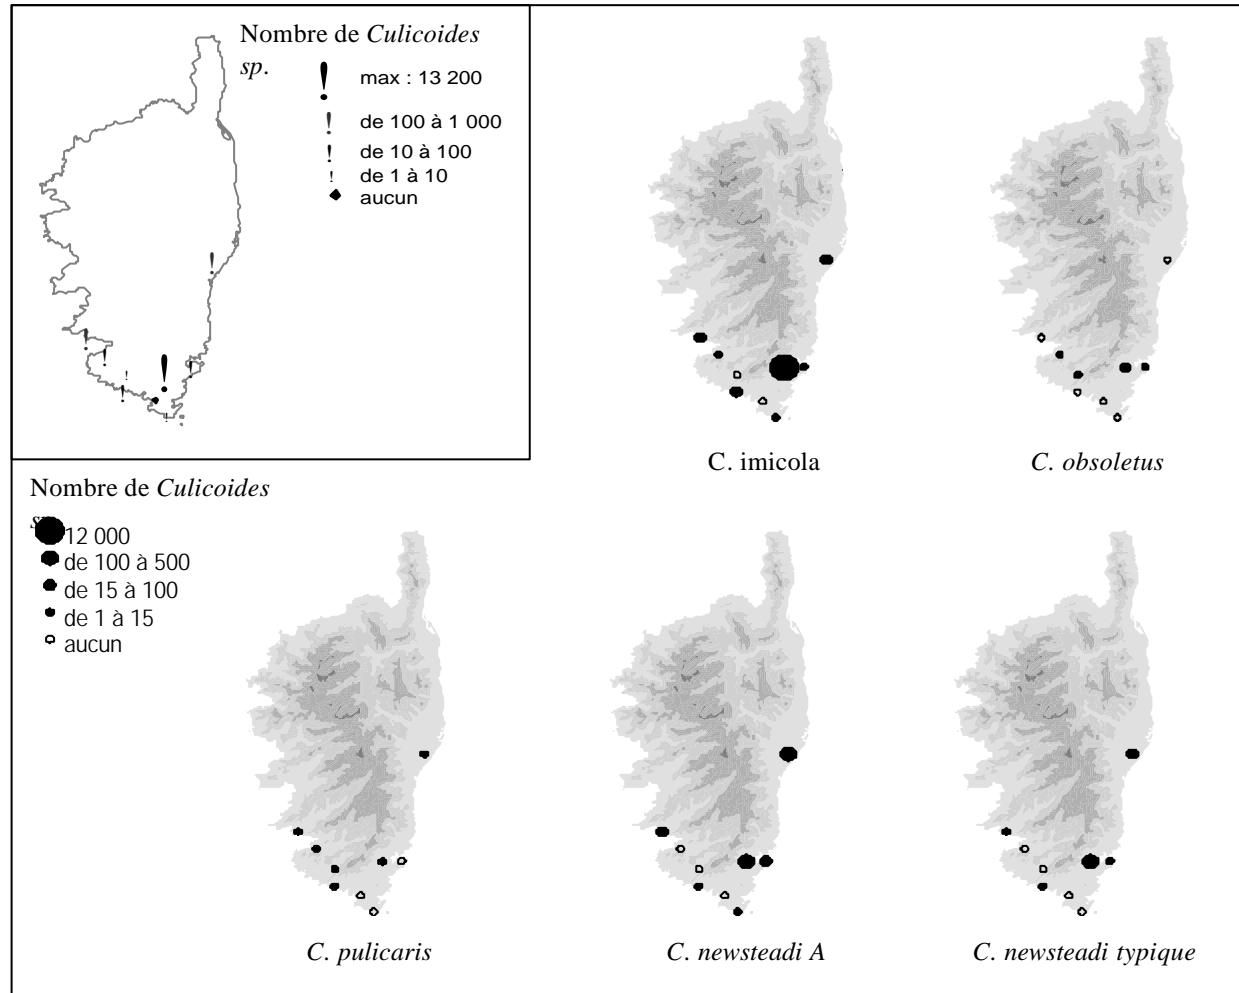 Nombre de Culicoides
sp.
max : 13 200
de 100 à 1 000
de 10 à 100
de 1 à 10
aucun
C. imicola
C. obsoletus
Nombre de Culicoides
12 000
de 100 à 500
de 15 à 100
de 1 à 15
aucun
C. pulicaris
C. newsteadi A
C. newsteadi typique